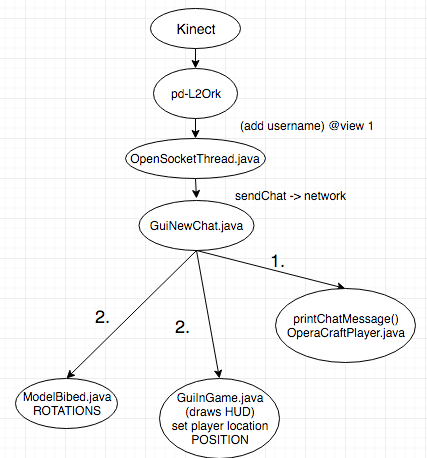 Kinect
pd-L2Ork
(add username) @view 1
OpenSocketThread.java
sendChat -> network
GuiNewChat.java
1.
2.
2.
printChatMessage()
OperaCraftPlayer.java
ModelBibed.java
ROTATIONS
GuiInGame.java
(draws HUD)
set player location
POSITION